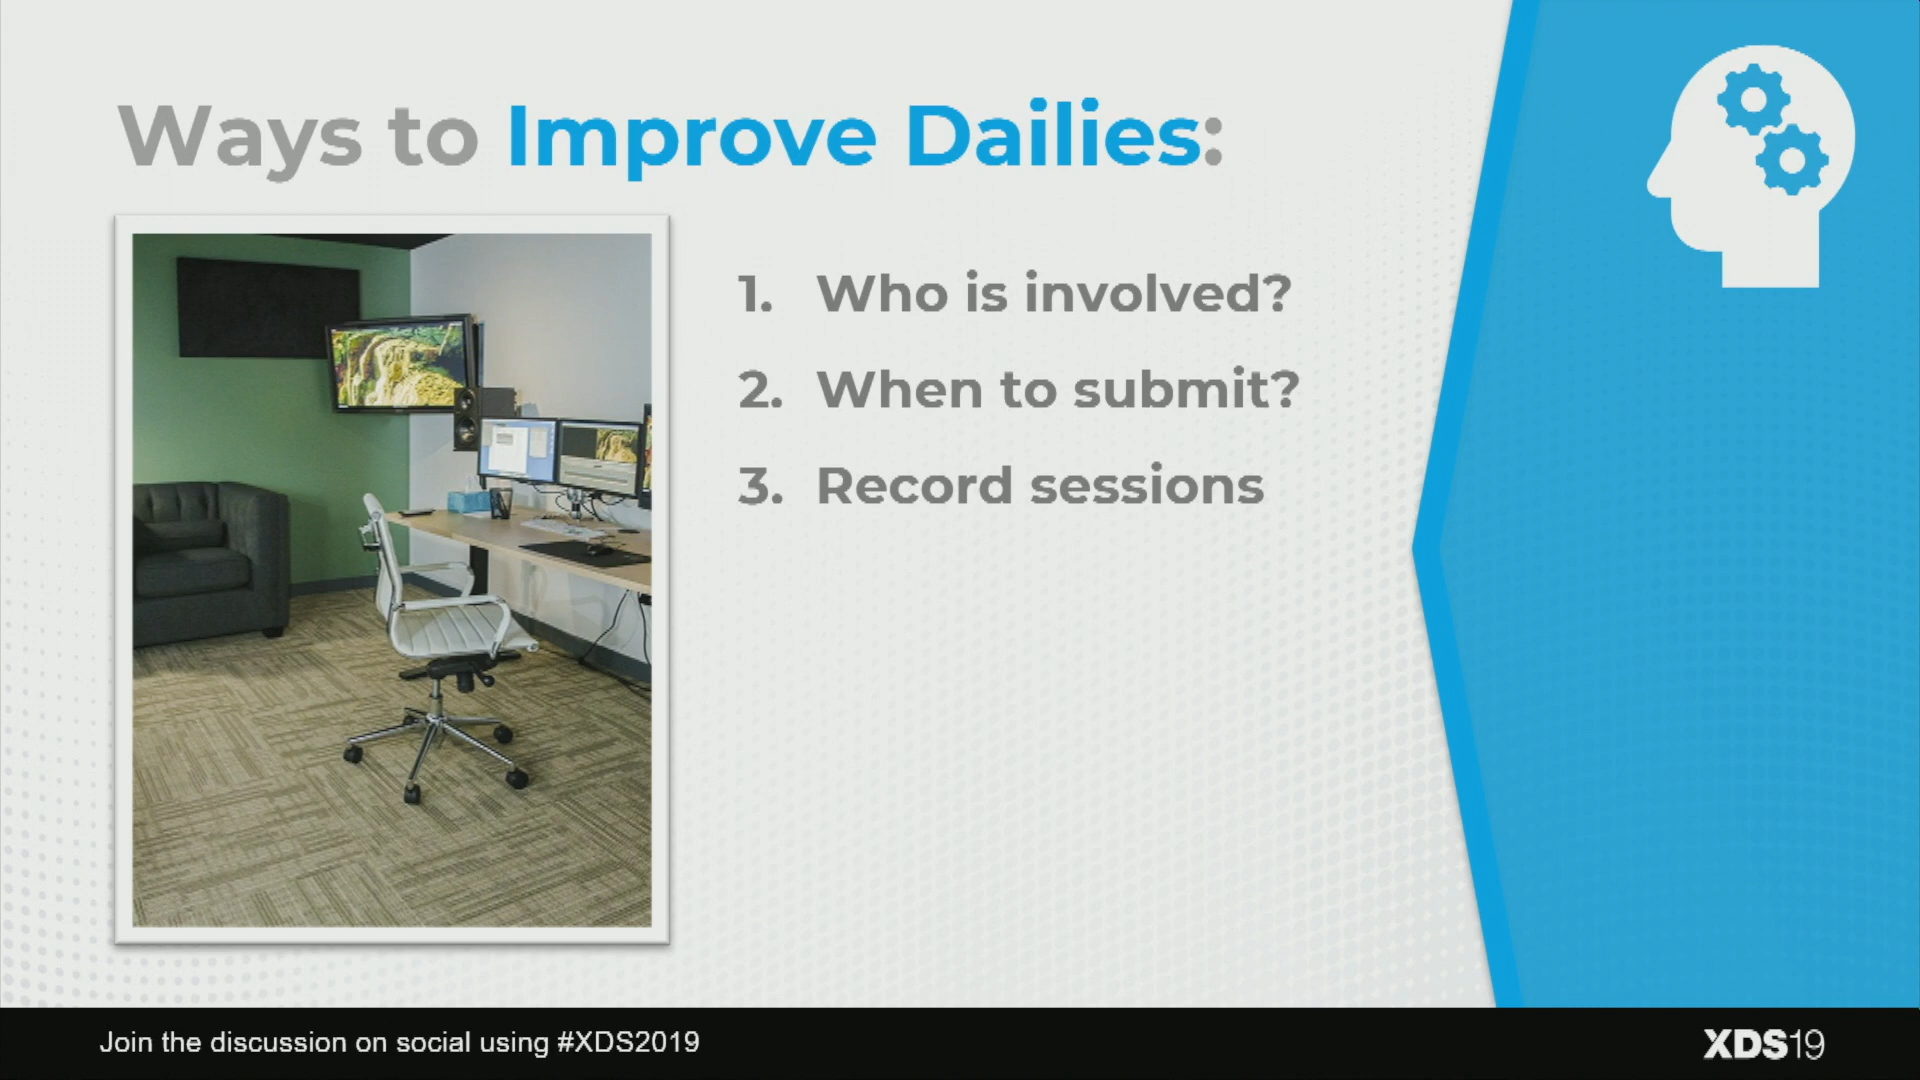 Ways to Improve Dailies:
1. Who is involved?
2. When to submit?
3. Record sessions
Join the discussion on social using #XDS2019
XDS19